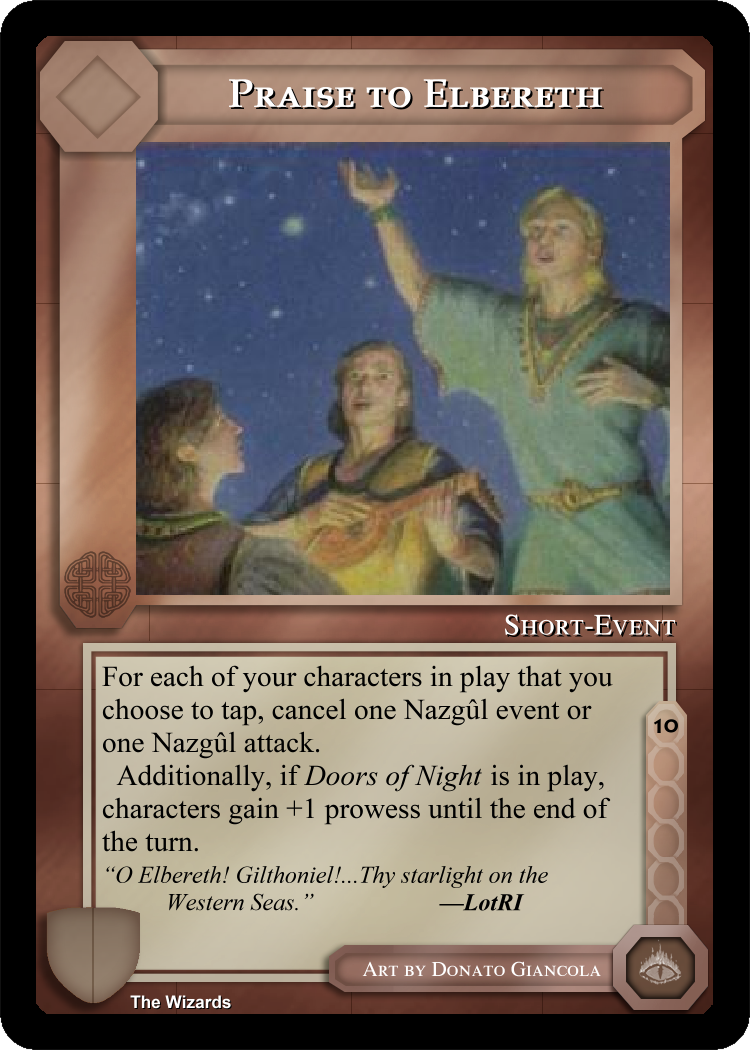 Praise to Elbereth
Short-Event
For each of your characters in play that you
choose to tap, cancel one Nazgûl event or
one Nazgûl attack.
Additionally, if Doors of Night is in play,
characters gain +1 prowess until the end of
the turn.
“O Elbereth! Gilthoniel!...Thy starlight on the
Western Seas.” —LotRI
10
Art by Donato Giancola
The Wizards